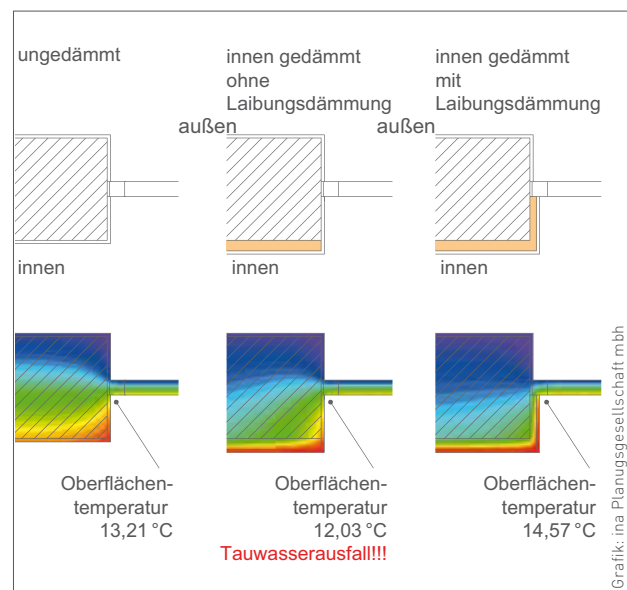 ungedämmt
innen gedämmt
ohne
Laibungsdämmung
innen gedämmt
mit
Laibungsdämmung
außen
außen
innen
innen
innen
Oberflächen-
temperatur
13,21 °C
Oberflächen-
temperatur
12,03 °C
Tauwasserausfall!!!
Oberflächen-
temperatur
14,57 °C
Grafik: ina Planugsgesellschaft mbh